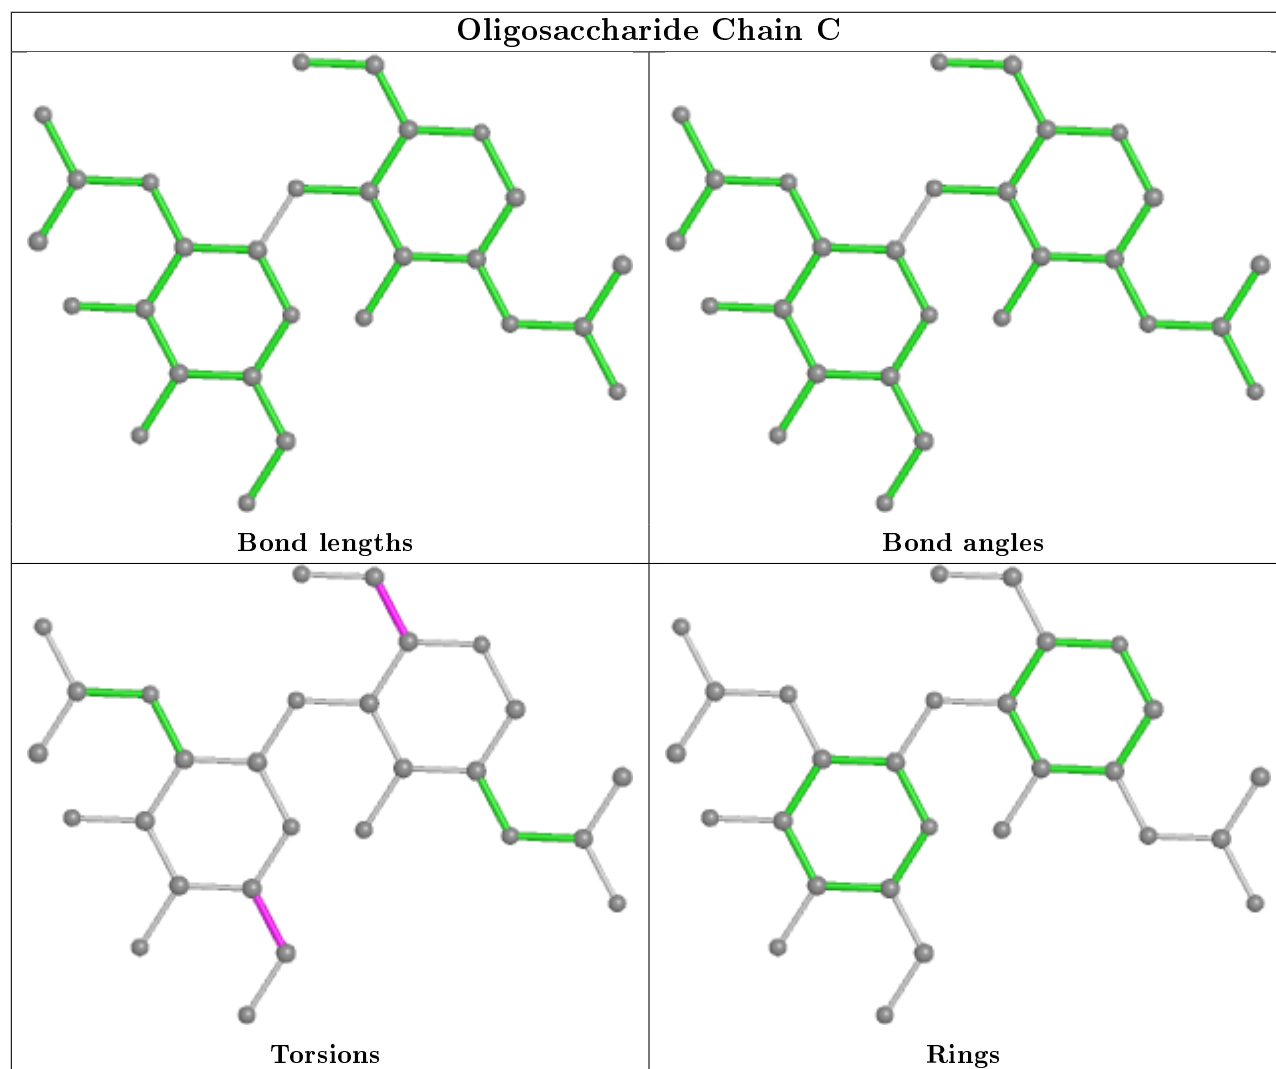 Oligosaccharide Chain C
Bond lengths
Bond angles
Torsions
Rings